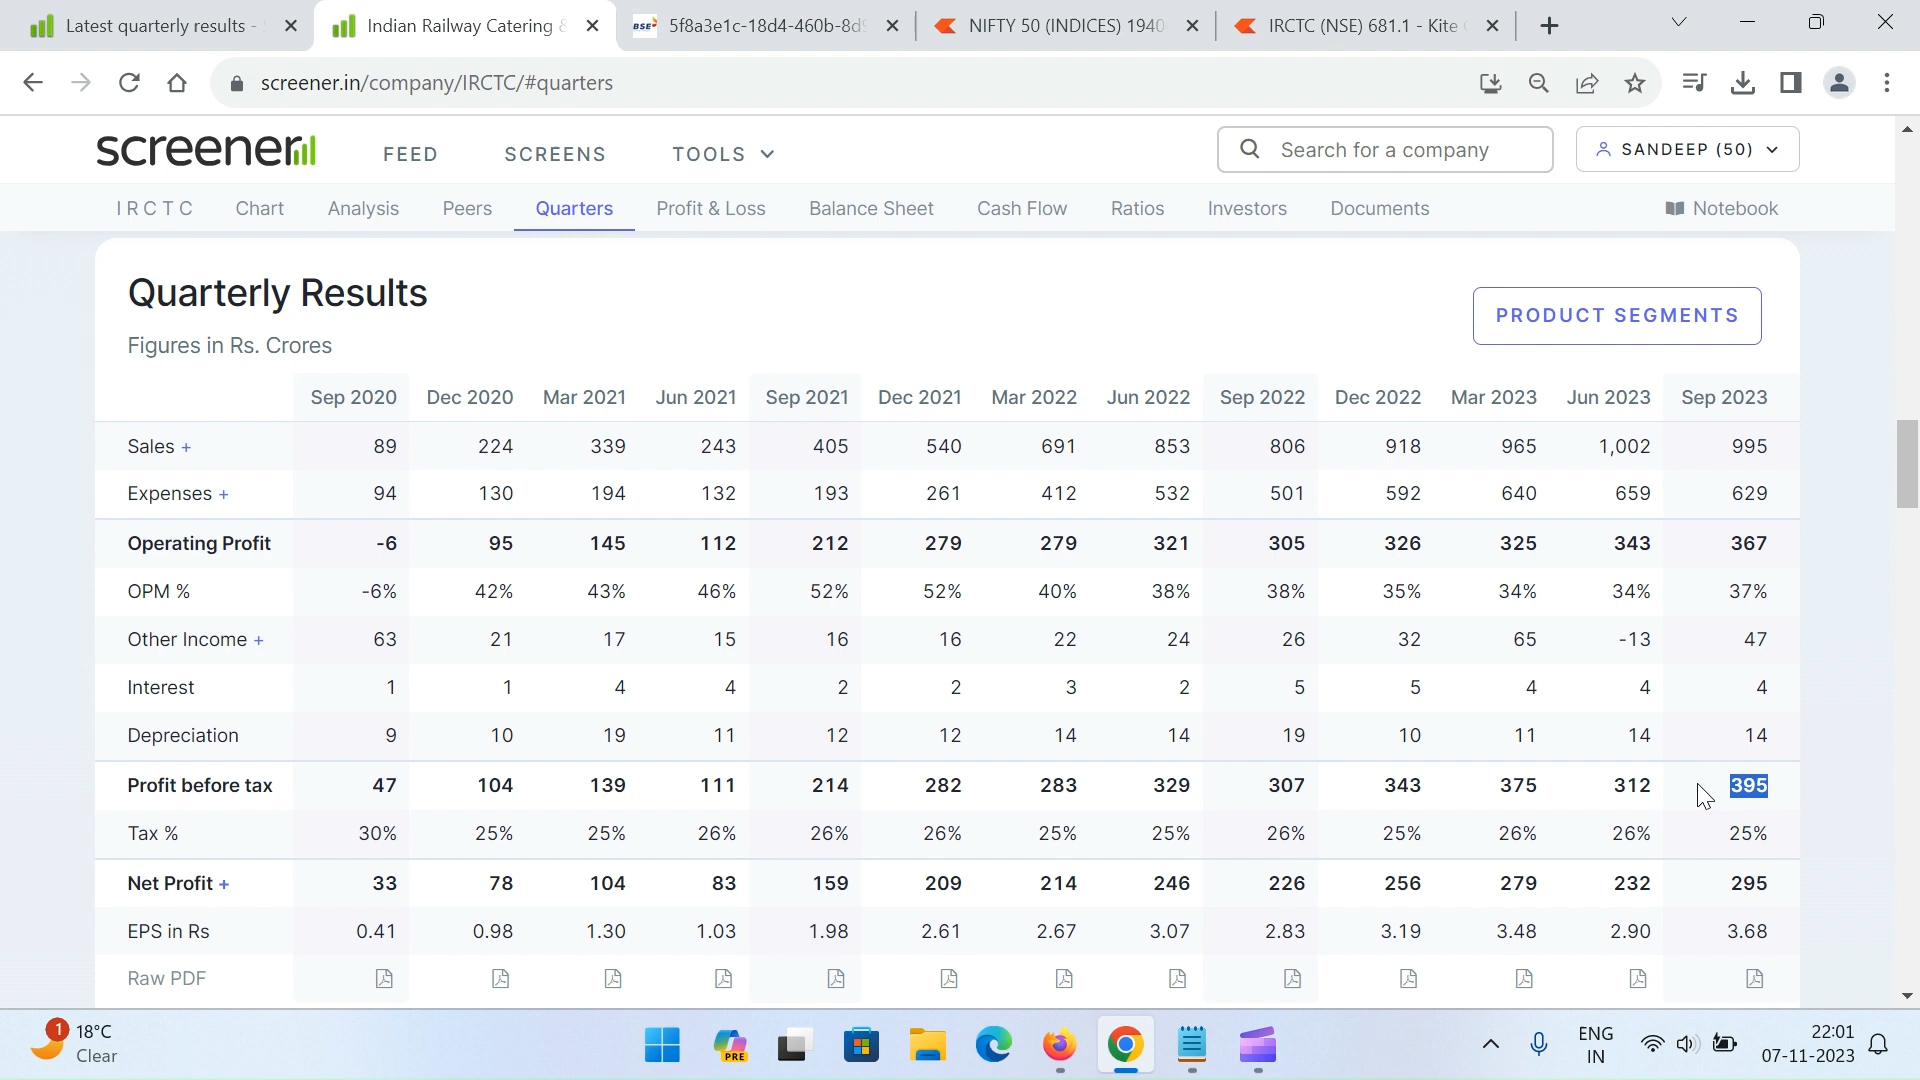 Latest quarterly results -
Indian Railway Catering &
BSE 5f8a3e1c-18d4-460b-8d9
NIFTY 50 (INDICES) 1940
IRCTC (NSE) 681.1 - Kite
screener.in/company/IRCTC/#quarters
screener FEED SCREENS TOOLS Search for a company SANDEEP (50)
IRCTC Chart Analysis Peers Quarters Profit & Loss Balance Sheet Cash Flow Ratios Investors Documents Notebook
Quarterly Results
PRODUCT SEGMENTS
Figures in Rs. Crores
Sep 2020 Dec 2020 Mar 2021 Jun 2021 Sep 2021 Dec 2021 Mar 2022 Jun 2022 Sep 2022 Dec 2022 Mar 2023 Jun 2023 Sep 2023
Sales + 89 224 339 243 405 540 691 853 806 918 965 1,002 995
Expenses + 94 130 194 132 193 261 412 532 501 592 640 659 629
Operating Profit -6 95 145 112 212 279 279 321 305 326 325 343 367
OPM % -6% 42% 43% 46% 52% 52% 40% 38% 38% 35% 34% 34% 37%
Other Income + 63 21 17 15 16 16 22 24 26 32 65 -13 47
Interest 1 1 4 4 2 2 3 2 5 5 4 4 4
Depreciation 9 10 19 11 12 12 14 14 19 10 11 14 14
Profit before tax 47 104 139 111 214 282 283 329 307 343 375 312 395
Tax % 30% 25% 25% 26% 26% 26% 25% 25% 26% 25% 26% 26% 25%
Net Profit + 33 78 104 83 159 209 214 246 226 256 279 232 295
EPS in Rs 0.41 0.98 1.30 1.03 1.98 2.61 2.67 3.07 2.83 3.19 3.48 2.90 3.68
Raw PDF
1 18°C
Clear
PRE
ENG
IN
22:01
07-11-2023